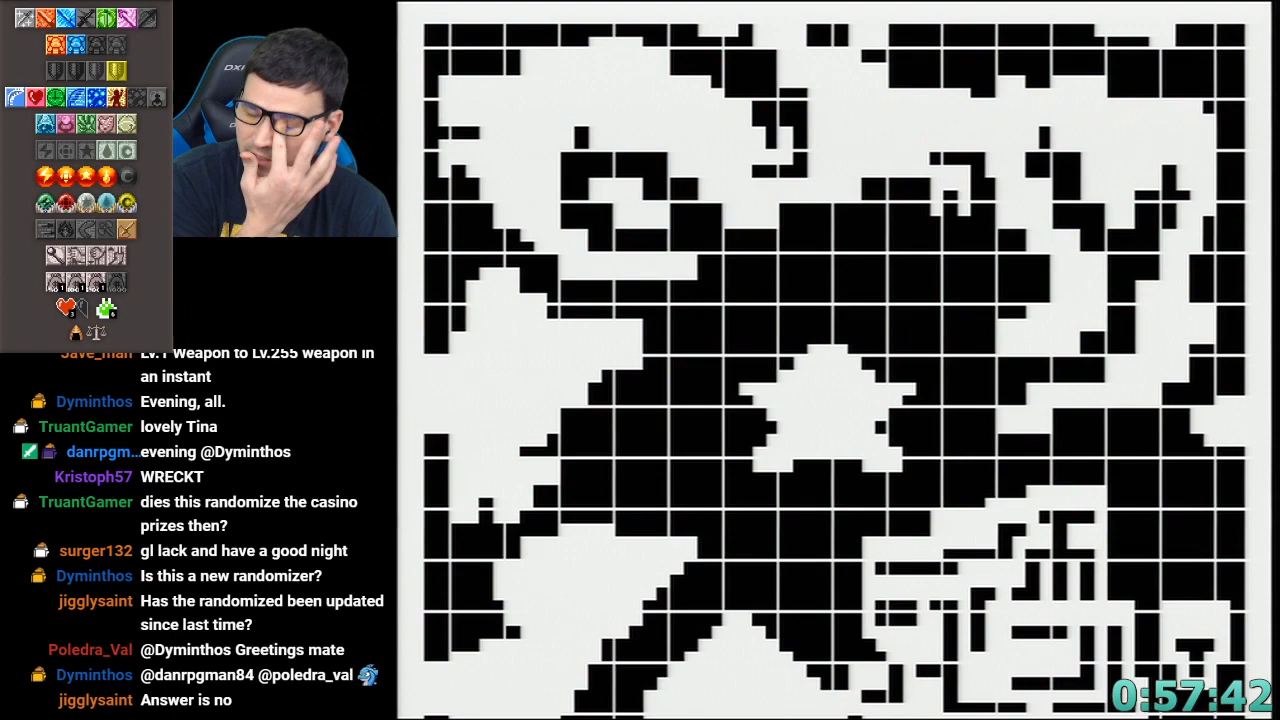 DXR
Jave_man Lv.1 Weapon to Lv.255 weapon in
an instant
Dyminthos Evening, all.
TruantGamer lovely Tina
danrpgm... evening @Dyminthos
Kristoph57 WRECKT
TruantGamer dies this randomize the casino
prizes then?
surger132 gl lack and have a good night
Dyminthos Is this a new randomizer?
jigglysaint Has the randomized been updated
since last time?
Poledra_Val @Dyminthos Greetings mate
Dyminthos @danrpgman84 @poledra_val
jigglysaint Answer is no
0:57:42